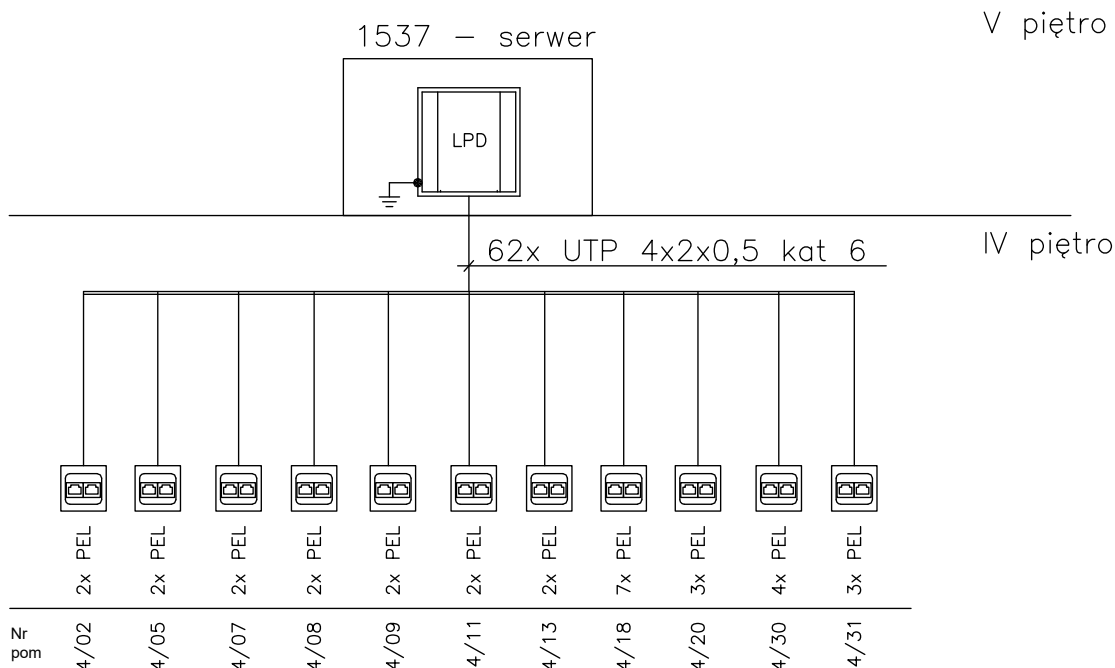 V piętro
1537 – serwer
LPD
IV piętro
62x UTP 4x2x0,5 kat 6
2x PEL
2x PEL
2x PEL
2x PEL
2x PEL
2x PEL
2x PEL
7x PEL
3x PEL
4x PEL
3x PEL
Nr
pom
4/02
4/05
4/07
4/08
4/09
4/11
4/13
4/18
4/20
4/30
4/31